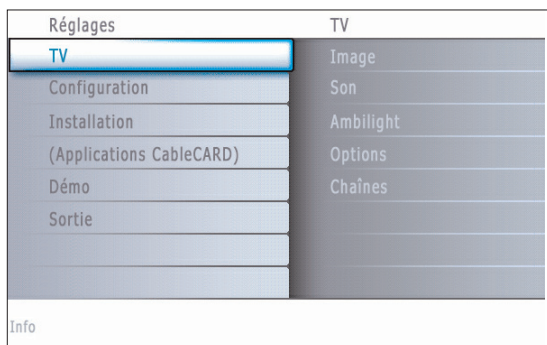 Réglages
TV
TV
Image
Configuration
Son
Installation
Ambilight
(Applications CableCARD)
Options
Démo
Chaînes
Sortie
Info